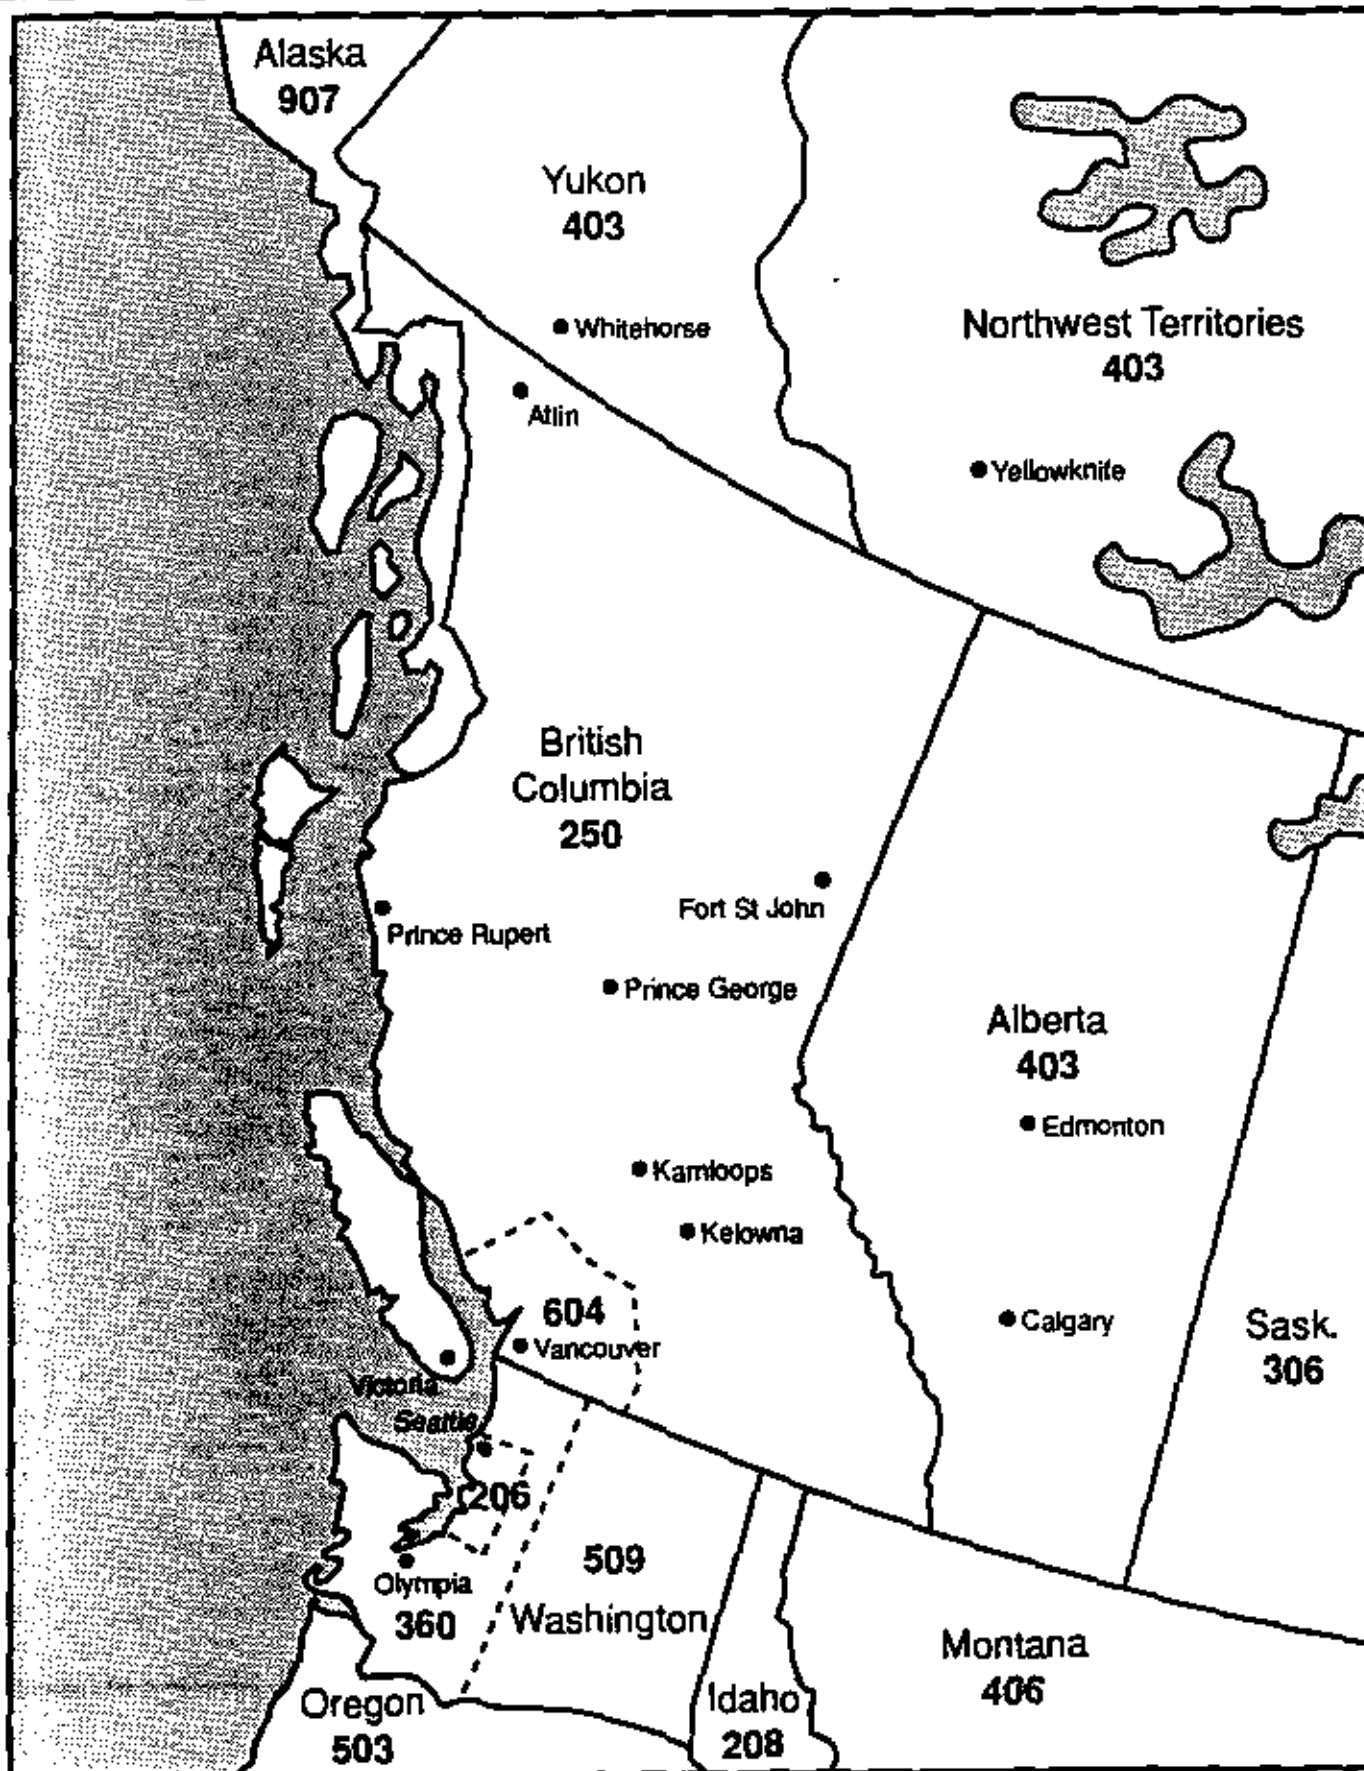 Alaska
907
Yukon
403
Whitehorse
Atlin
Northwest Territories
403
Yellowknife
British
Columbia
250
Fort St John
Prince Rupert
Prince George
Alberta
403
Edmonton
Kamloops
Kelowna
604
Vancouver
Calgary
Sask.
306
Victoria
Seattle
206
509
Olympia
360
Washington
Montana
406
Oregon
503
Idaho
208